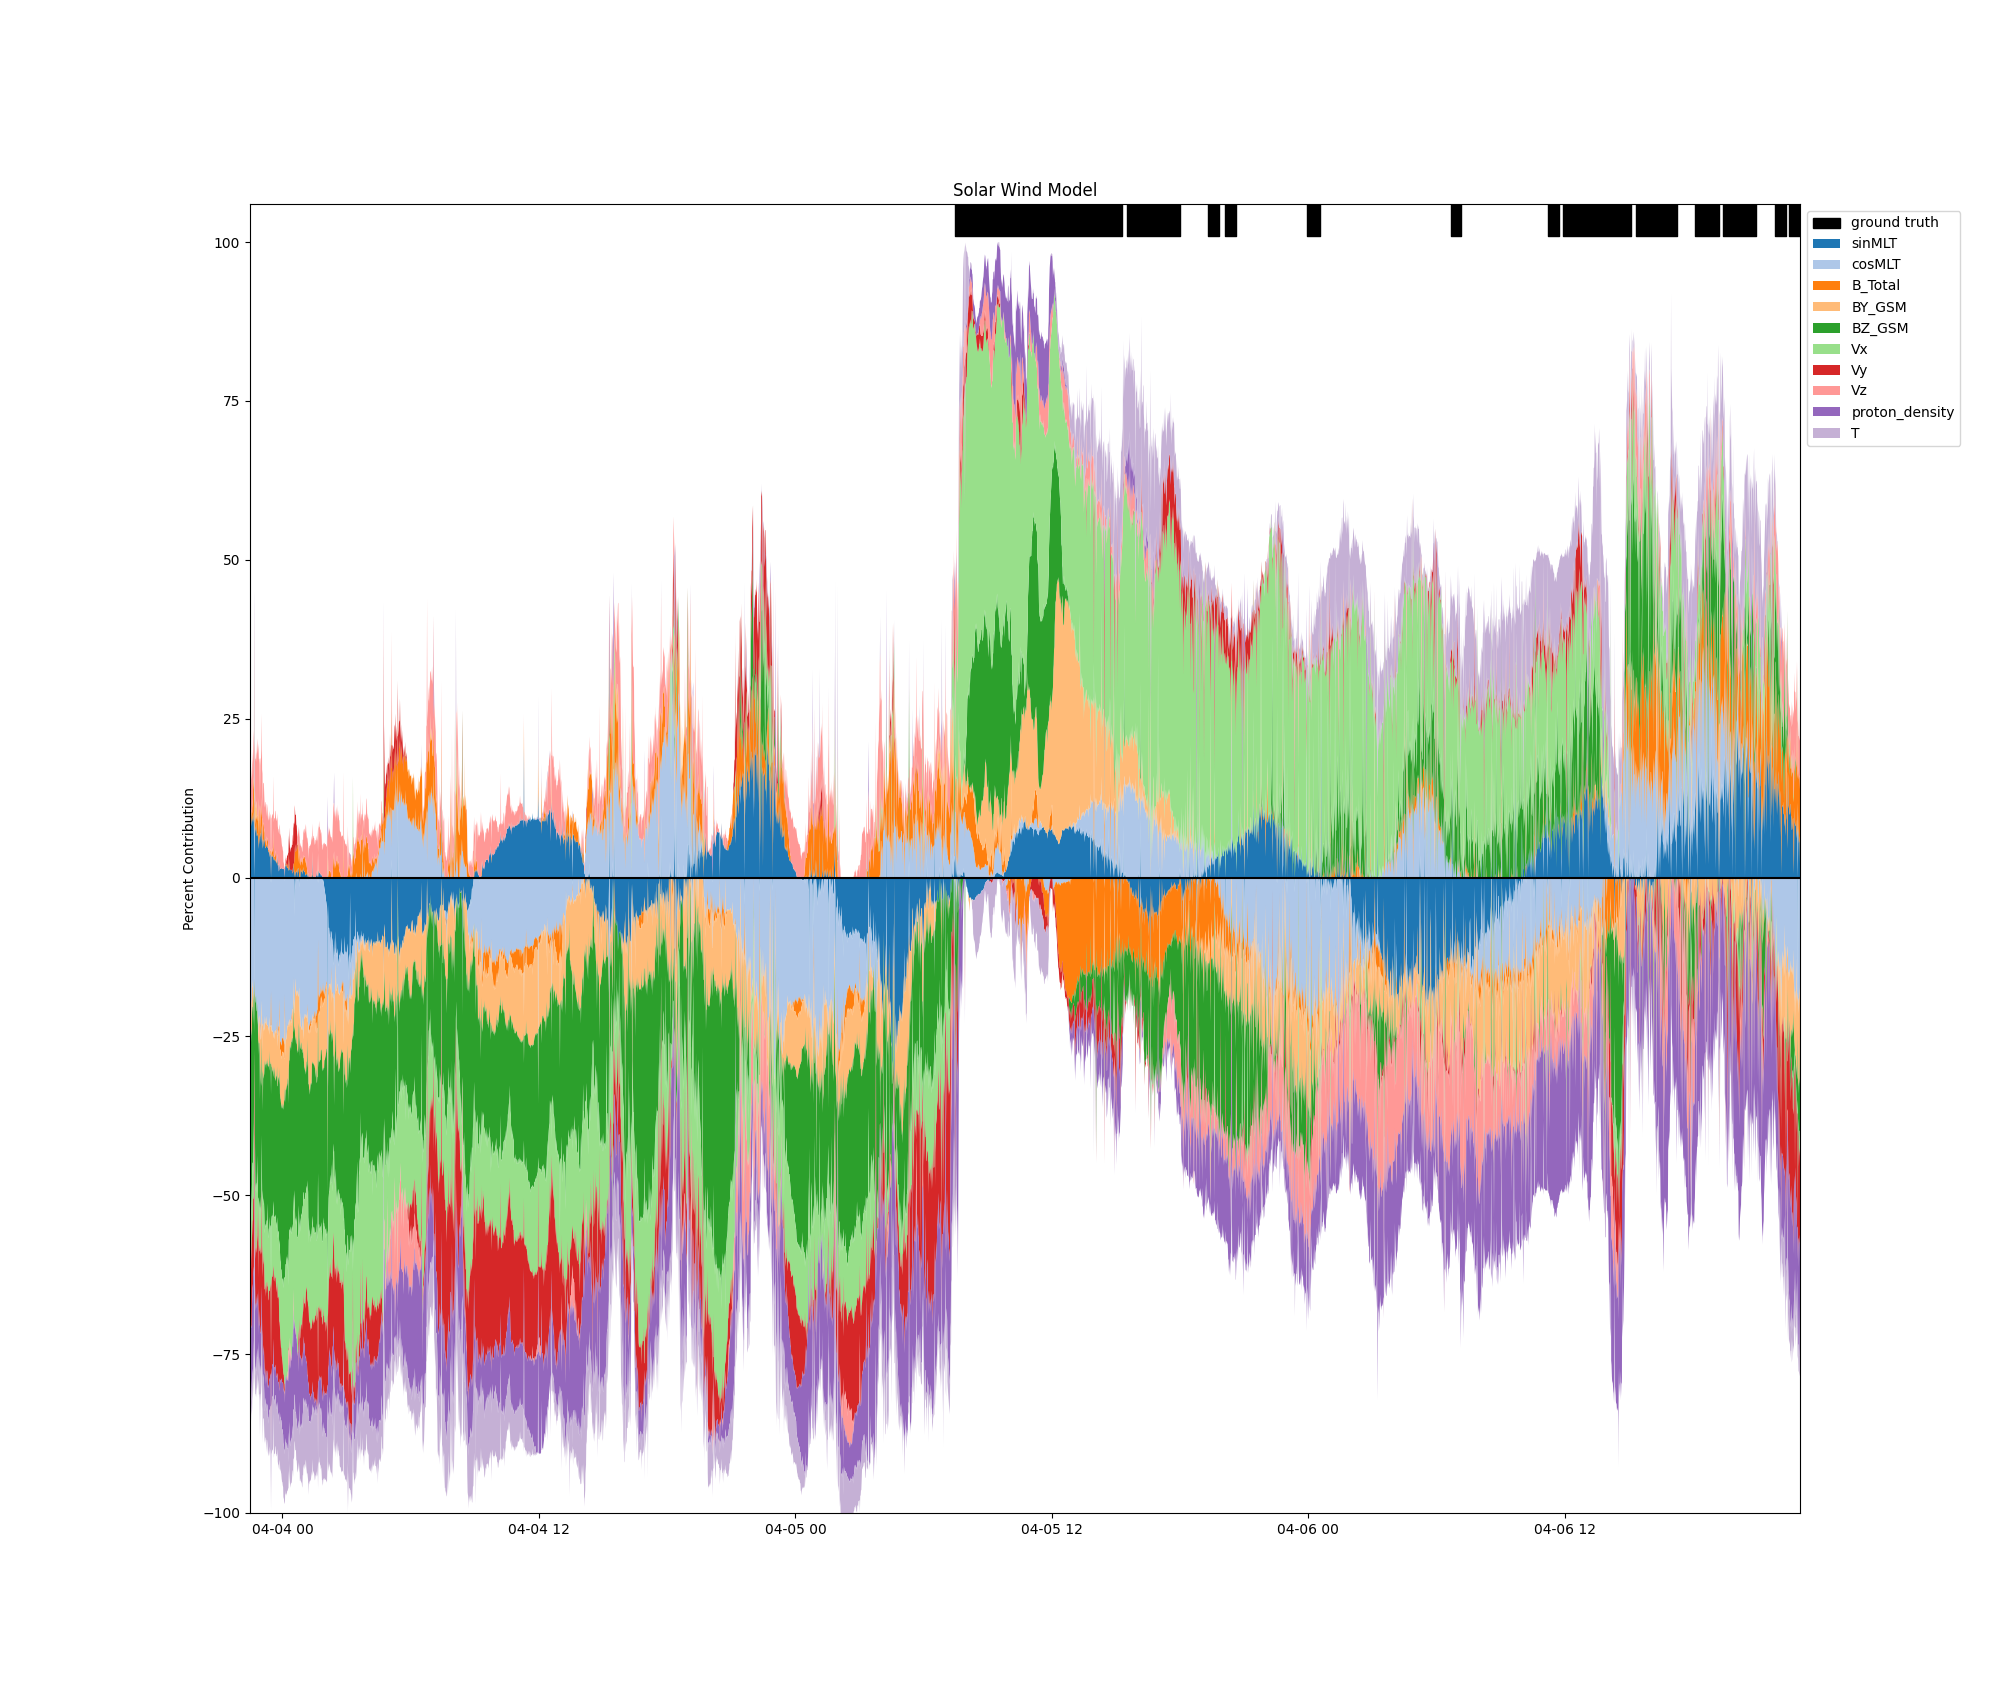 Solar Wind Model
ground truth
sinMLT
cosMLT
B_Total
BY_GSM
BZ_GSM
Vx
Vy
Vz
proton_density
T
Percent Contribution
100
75
50
25
0
−25
−50
−75
−100
04-04 00
04-04 12
04-05 00
04-05 12
04-06 00
04-06 12